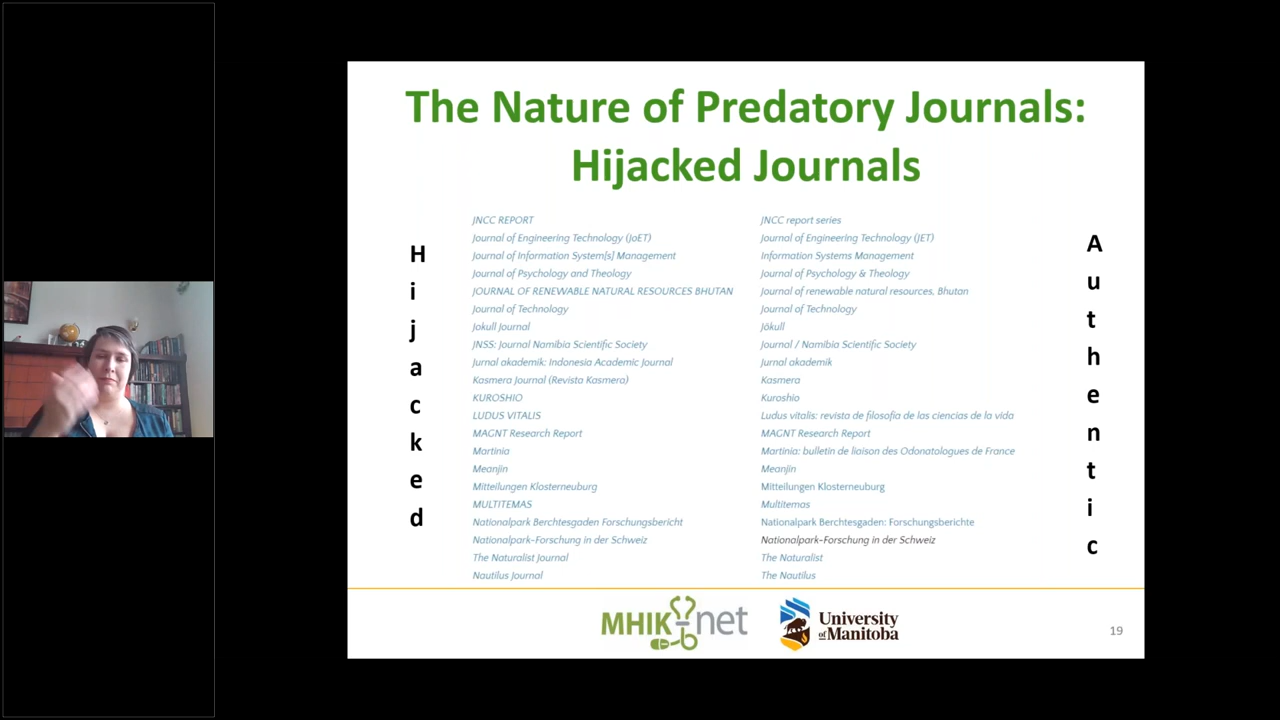 The Nature of Predatory Journals:
Hijacked Journals
Hijacked
JNCC REPORT
Journal of Engineering Technology (JoET)
Journal of Information System[s] Management
Journal of Psychology and Theology
JOURNAL OF RENEWABLE NATURAL RESOURCES BHUTAN
Journal of Technology
Jokull Journal
JNSS: Journal Namibia Scientific Society
Jurnal akademik: Indonesia Academic Journal
Kasmera Journal (Revista Kasmera)
KUROSHIO
LUDUS VITALIS
MAGNT Research Report
Martinia
Meanjin
Mitteilungen Klosterneuburg
MULTITEMAS
Nationalpark Berchtesgaden Forschungsbericht
Nationalpark-Forschung in der Schweiz
The Naturalist Journal
Nautilus Journal
JNCC report series
Journal of Engineering Technology (JET)
Information Systems Management
Journal of Psychology & Theology
Journal of renewable natural resources, Bhutan
Journal of Technology
Jökull
Journal / Namibia Scientific Society
Jurnal akademik
Kasmera
Kuroshio
Ludus vitalis: revista de filosofía de las ciencias de la vida
MAGNT Research Report
Martinia: bulletin de liaison des Odonatologues de France
Meanjin
Mitteilungen Klosterneuburg
Multitemas
Nationalpark Berchtesgaden: Forschungsberichte
Nationalpark-Forschung in der Schweiz
The Naturalist
The Nautilus
Authentic
MHIKnet
University
of Manitoba
19